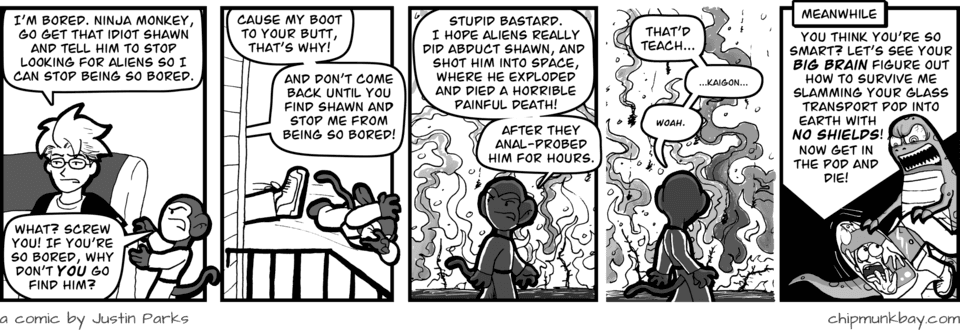 I'M BORED. NINJA MONKEY,
GO GET THAT IDIOT SHAWN
AND TELL HIM TO STOP
LOOKING FOR ALIENS SO I
CAN STOP BEING SO BORED.
WHAT? SCREW
YOU! IF YOU'RE
SO BORED, WHY
DON'T YOU GO
FIND HIM?
CAUSE MY BOOT
TO YOUR BUTT,
THAT'S WHY!
AND DON'T COME
BACK UNTIL YOU
FIND SHAWN AND
STOP ME FROM
BEING SO BORED!
STUPID BASTARD.
I HOPE ALIENS REALLY
DID ABDUCT SHAWN, AND
SHOT HIM INTO SPACE,
WHERE HE EXPLODED
AND DIED A HORRIBLE
PAINFUL DEATH!
AFTER THEY
ANAL-PROBED
HIM FOR HOURS.
THAT'D
TEACH...
...KAIGON...
WOAH.
MEANWHILE
YOU THINK YOU'RE SO
SMART? LET'S SEE YOUR
BIG BRAIN FIGURE OUT
HOW TO SURVIVE ME
SLAMMING YOUR GLASS
TRANSPORT POD INTO
EARTH WITH
NO SHIELDS!
NOW GET IN
THE POD AND
DIE!
a comic by Justin Parks
chipmunkbay.com